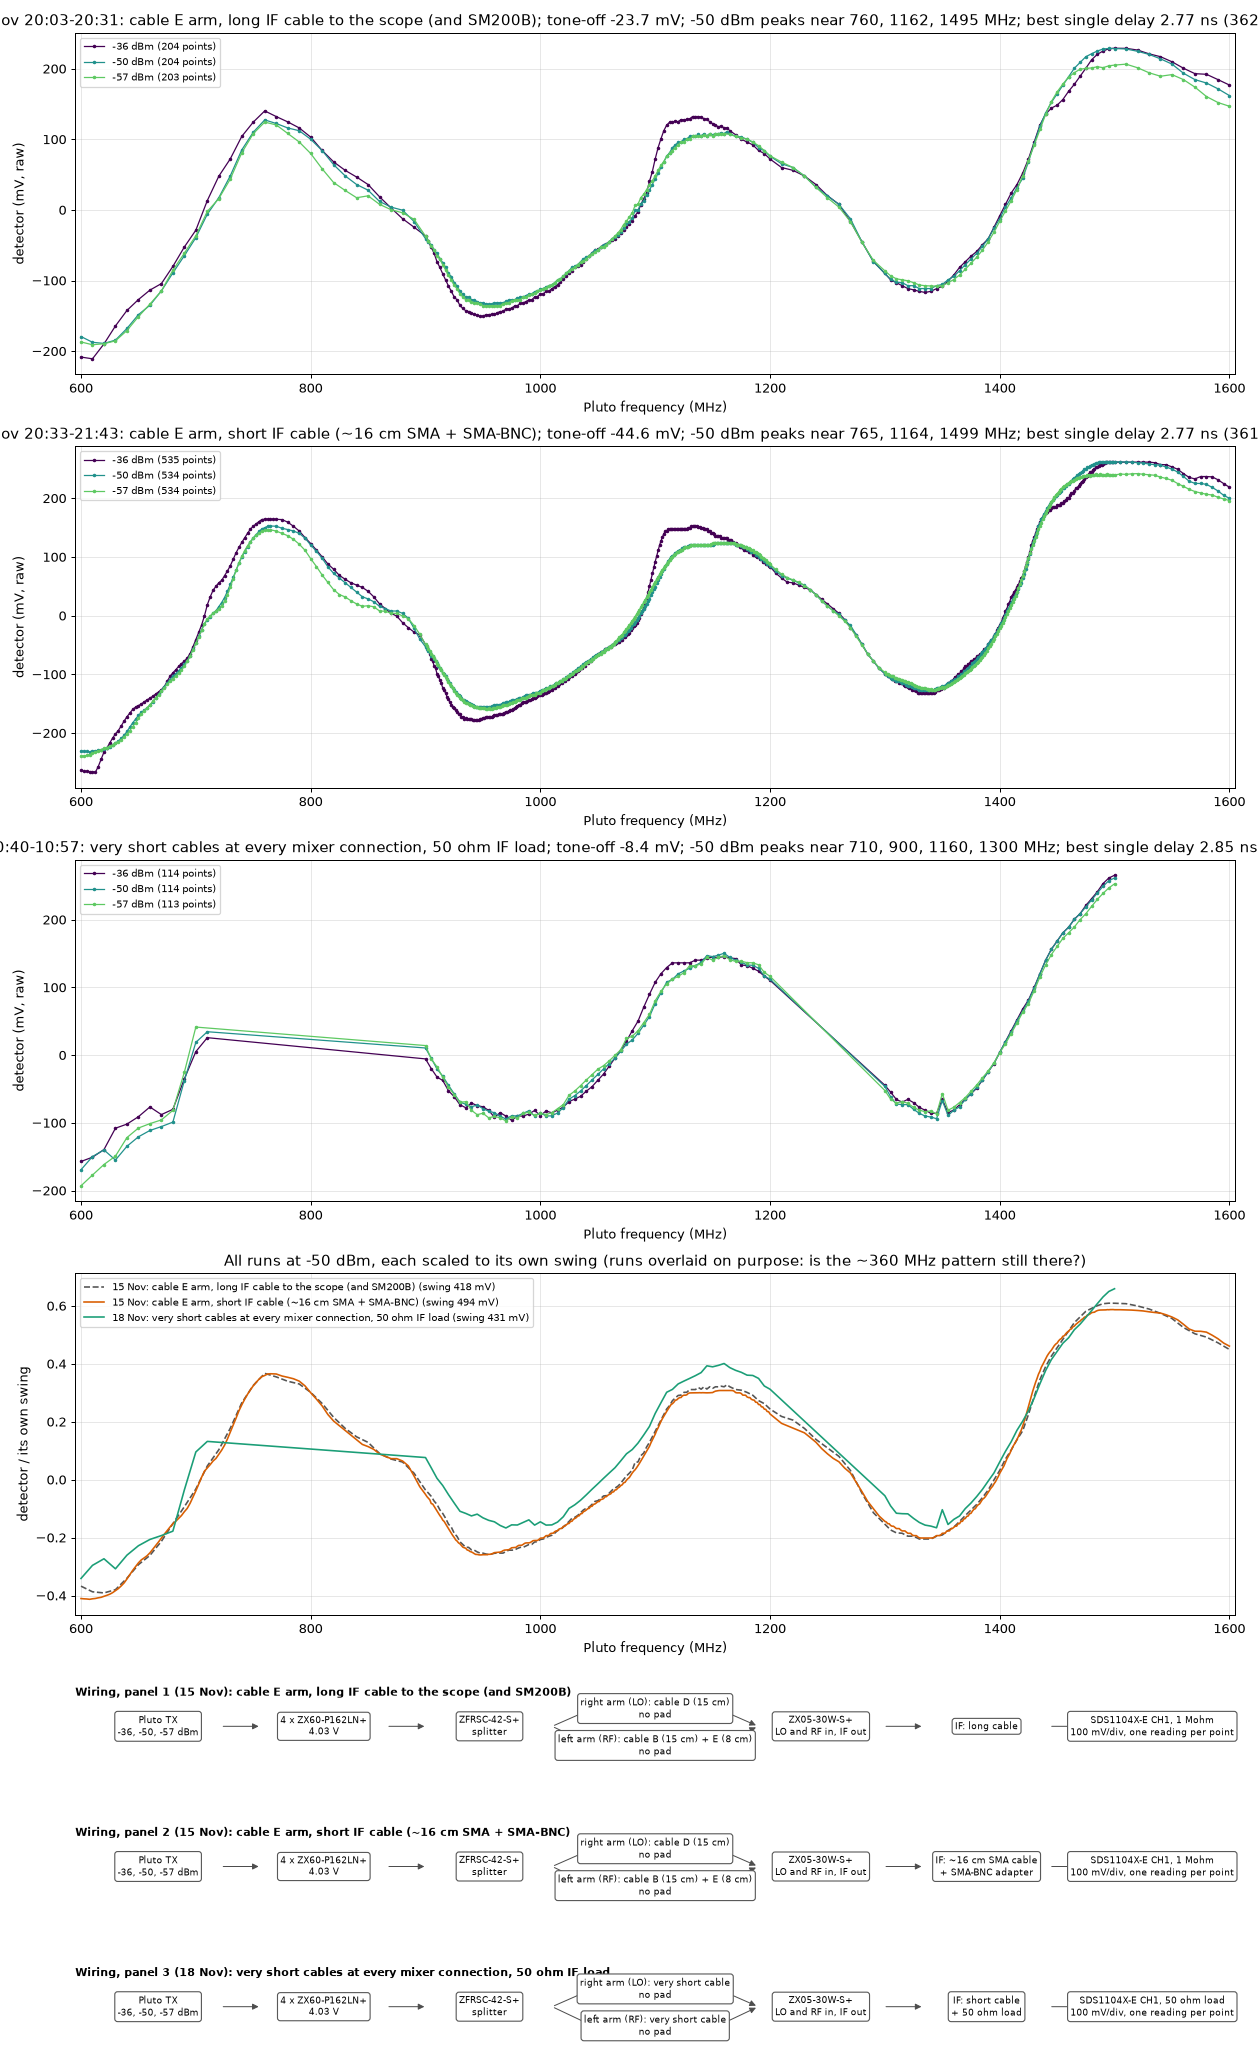 ov 20:03-20:31: cable E arm, long IF cable to the scope (and SM200B); tone-off -23.7 mV; -50 dBm peaks near 760, 1162, 1495 MHz; best single delay 2.77 ns (362
-36 dBm (204 points)
-50 dBm (204 points)
-57 dBm (203 points)
detector (mV, raw)
200
100
0
−100
−200
600 800 1000 1200 1400 1600
Pluto frequency (MHz)
ov 20:33-21:43: cable E arm, short IF cable (~16 cm SMA + SMA-BNC); tone-off -44.6 mV; -50 dBm peaks near 765, 1164, 1499 MHz; best single delay 2.77 ns (361
-36 dBm (535 points)
-50 dBm (534 points)
-57 dBm (534 points)
detector (mV, raw)
200
100
0
−100
−200
600 800 1000 1200 1400 1600
Pluto frequency (MHz)
0:40-10:57: very short cables at every mixer connection, 50 ohm IF load; tone-off -8.4 mV; -50 dBm peaks near 710, 900, 1160, 1300 MHz; best single delay 2.85 ns
-36 dBm (114 points)
-50 dBm (114 points)
-57 dBm (113 points)
detector (mV, raw)
200
100
0
−100
−200
600 800 1000 1200 1400 1600
Pluto frequency (MHz)
All runs at -50 dBm, each scaled to its own swing (runs overlaid on purpose: is the ~360 MHz pattern still there?)
15 Nov: cable E arm, long IF cable to the scope (and SM200B) (swing 418 mV)
15 Nov: cable E arm, short IF cable (~16 cm SMA + SMA-BNC) (swing 494 mV)
18 Nov: very short cables at every mixer connection, 50 ohm IF load (swing 431 mV)
detector / its own swing
0.6
0.4
0.2
0.0
−0.2
−0.4
600 800 1000 1200 1400 1600
Pluto frequency (MHz)
Wiring, panel 1 (15 Nov): cable E arm, long IF cable to the scope (and SM200B)
Pluto TX
-36, -50, -57 dBm
4 x ZX60-P162LN+
4.03 V
ZFRSC-42-S+
splitter
right arm (LO): cable D (15 cm)
no pad
left arm (RF): cable B (15 cm) + E (8 cm)
no pad
ZX05-30W-S+
LO and RF in, IF out
IF: long cable
SDS1104X-E CH1, 1 Mohm
100 mV/div, one reading per point
Wiring, panel 2 (15 Nov): cable E arm, short IF cable (~16 cm SMA + SMA-BNC)
Pluto TX
-36, -50, -57 dBm
4 x ZX60-P162LN+
4.03 V
ZFRSC-42-S+
splitter
right arm (LO): cable D (15 cm)
no pad
left arm (RF): cable B (15 cm) + E (8 cm)
no pad
ZX05-30W-S+
LO and RF in, IF out
IF: ~16 cm SMA cable
+ SMA-BNC adapter
SDS1104X-E CH1, 1 Mohm
100 mV/div, one reading per point
Wiring, panel 3 (18 Nov): very short cables at every mixer connection, 50 ohm IF load
Pluto TX
-36, -50, -57 dBm
4 x ZX60-P162LN+
4.03 V
ZFRSC-42-S+
splitter
right arm (LO): very short cable
no pad
left arm (RF): very short cable
no pad
ZX05-30W-S+
LO and RF in, IF out
IF: short cable
+ 50 ohm load
SDS1104X-E CH1, 50 ohm load
100 mV/div, one reading per point